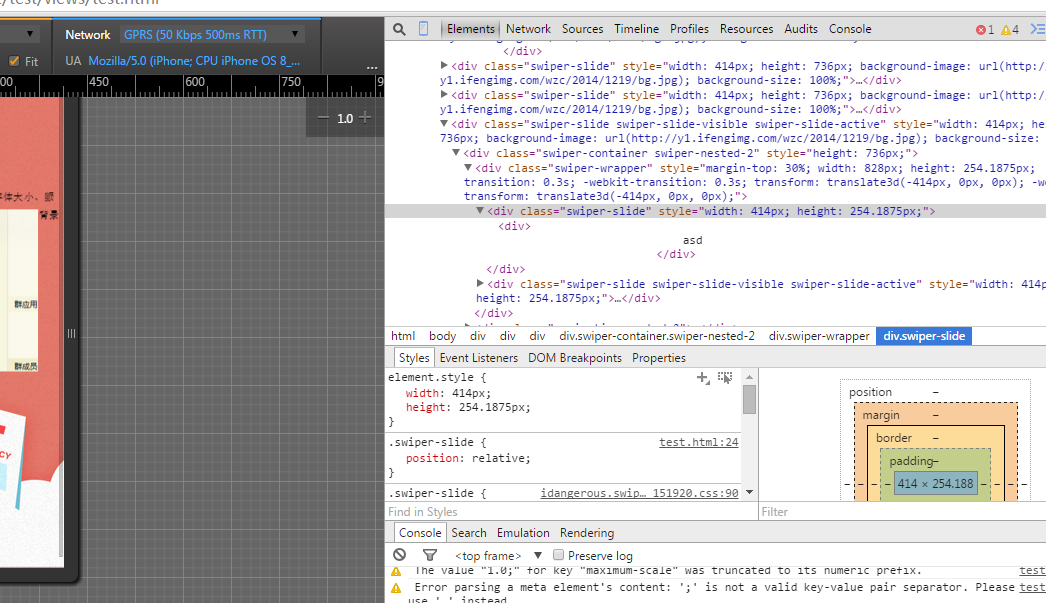 /test/views/test.html
Network GPRS (50 Kbps 500ms RTT) ▼
Fit UA Mozilla/5.0 (iPhone; CPU iPhone OS 8_... ...
00 450 600 750 9
1.0
字体大小、颜
背景
群应用
群成员
CY
Elements Network Sources Timeline Profiles Resources Audits Console 1 4
</div>
▶<div class="swiper-slide" style="width: 414px; height: 736px; background-image: url(http:/
y1.ifengimg.com/wzc/2014/1219/bg.jpg); background-size: 100%;">…</div>
▶<div class="swiper-slide" style="width: 414px; height: 736px; background-image: url(http:/
y1.ifengimg.com/wzc/2014/1219/bg.jpg); background-size: 100%;">…</div>
▼<div class="swiper-slide swiper-slide-visible swiper-slide-active" style="width: 414px; he
736px; background-image: url(http://y1.ifengimg.com/wzc/2014/1219/bg.jpg); background-size:
▼<div class="swiper-container swiper-nested-2" style="height: 736px;">
▼<div class="swiper-wrapper" style="margin-top: 30%; width: 828px; height: 254.1875px;
transition: 0.3s; -webkit-transition: 0.3s; transform: translate3d(-414px, 0px, 0px); -w
transform: translate3d(-414px, 0px, 0px);">
▼<div class="swiper-slide" style="width: 414px; height: 254.1875px;">
<div>
asd
</div>
</div>
▶<div class="swiper-slide swiper-slide-visible swiper-slide-active" style="width: 414p
height: 254.1875px;">…</div>
</div>
html body div div div div.swiper-container.swiper-nested-2 div.swiper-wrapper div.swiper-slide
Styles Event Listeners DOM Breakpoints Properties
element.style {
width: 414px;
height: 254.1875px;
}
.swiper-slide { test.html:24
position: relative;
}
.swiper-slide { idangerous.swip… 151920.css:90
Find in Styles
position –
margin –
border –
padding–
– – – 414 × 254.188 – – –
Filter
Console Search Emulation Rendering
<top frame> ▼ Preserve log
The value "1.0;" for key "maximum-scale" was truncated to its numeric prefix. test
Error parsing a meta element's content: ';' is not a valid key-value pair separator. Please test
use ',' instead.